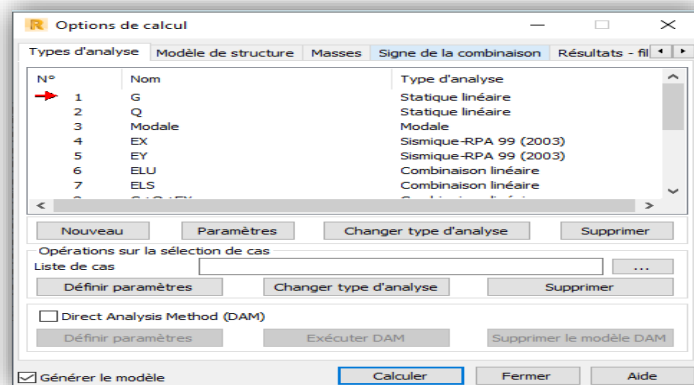 R Options de calcul
Types d'analyse Modèle de structure Masses Signe de la combinaison Résultats - fil
N° Nom Type d'analyse
1 G Statique linéaire
2 Q Statique linéaire
3 Modale Modale
4 EX Sismique-RPA 99 (2003)
5 EY Sismique-RPA 99 (2003)
6 ELU Combinaison linéaire
7 ELS Combinaison linéaire
Nouveau Paramètres Changer type d'analyse Supprimer
Opérations sur la sélection de cas
Liste de cas ...
Définir paramètres Changer type d'analyse Supprimer
Direct Analysis Method (DAM)
Définir paramètres Exécuter DAM Supprimer le modèle DAM
Générer le modèle Calculer Fermer Aide